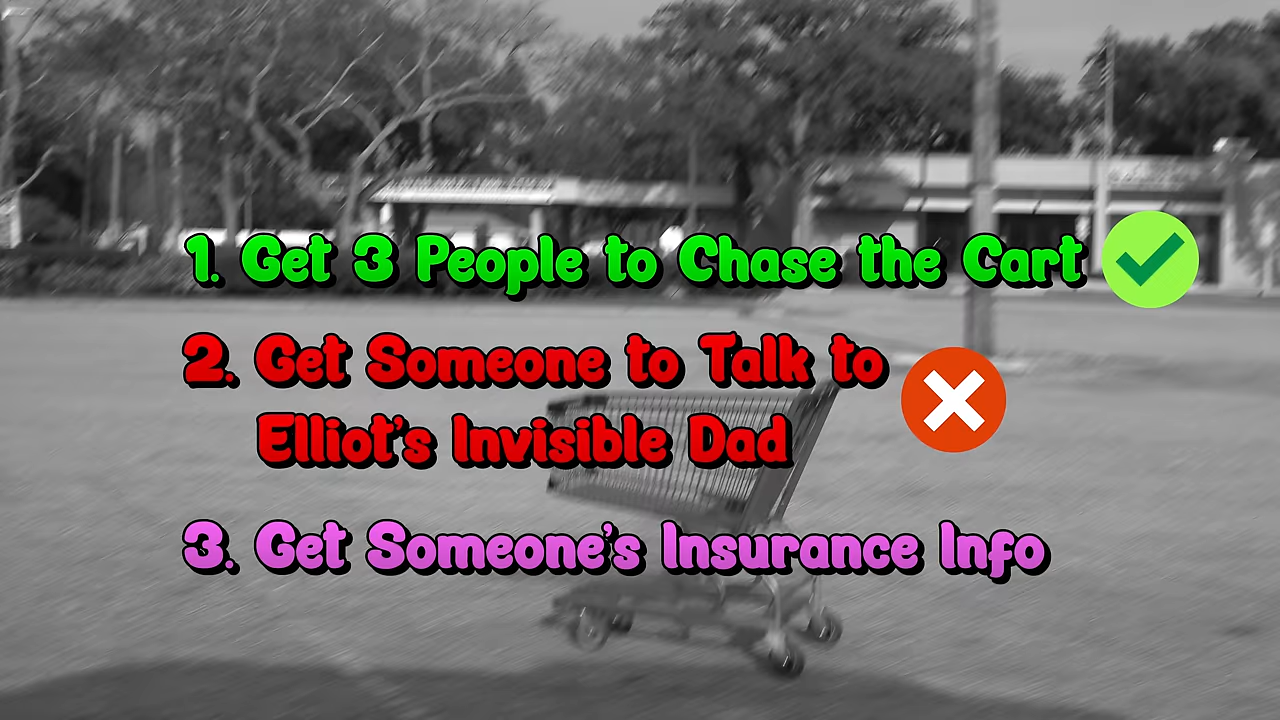 1. Get 3 People to Chase the Cart
2. Get Someone to Talk to
Elliot's Invisible Dad
3. Get Someone's Insurance Info